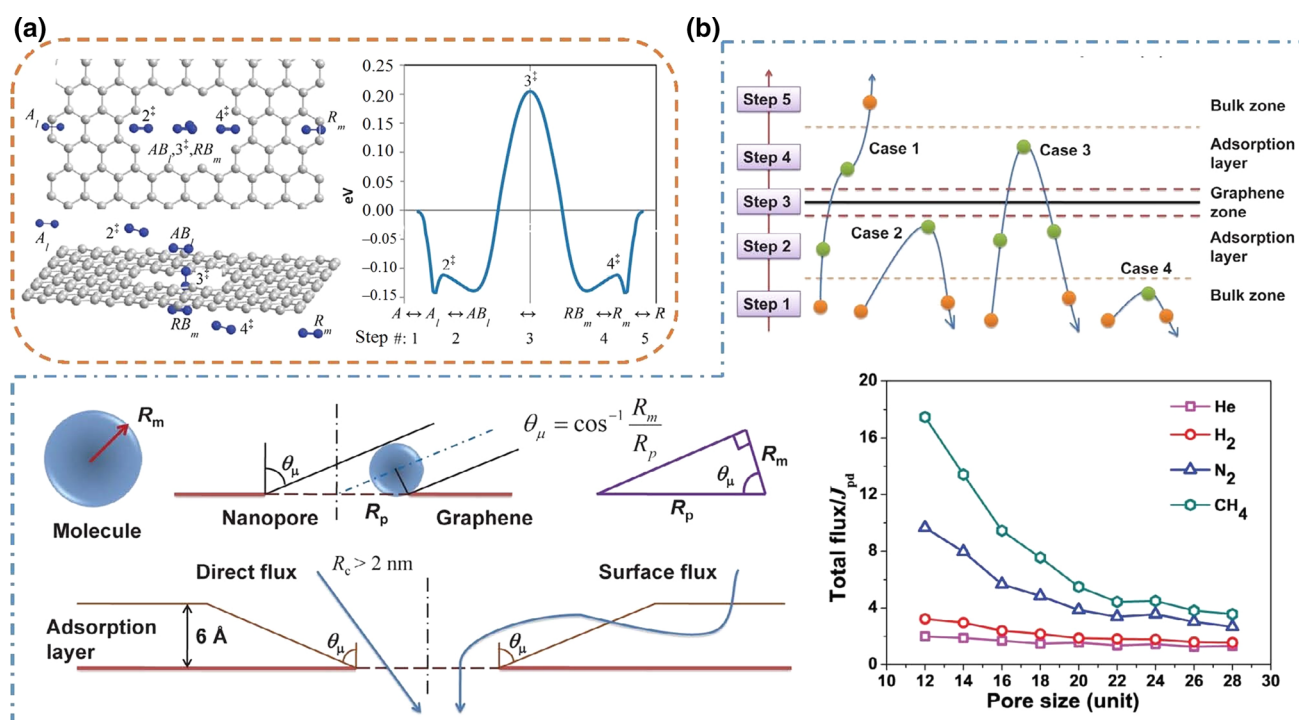 (a)
A_l
2‡
4‡
R_m
AB_l,3‡,RB_m
A_l
2‡
AB_l
3‡
RB_m
4‡
R_m
eV
0.25
0.20
0.15
0.10
0.05
0.00
−0.05
−0.10
−0.15
3‡
2‡
4‡
A ↔ A_l ↔ AB_l ↔ RB_m ↔ R_m ↔ R
Step #: 1 2 3 4 5
(b)
Step 5
Step 4
Step 3
Step 2
Step 1
Case 1
Case 2
Case 3
Case 4
Bulk zone
Adsorption
layer
Graphene
zone
Adsorption
layer
Bulk zone
R_m
Molecule
θ_μ
Nanopore
R_p
Graphene
θ_μ = cos⁻¹ R_m / R_p
R_m
θ_μ
R_p
Direct flux
R_c > 2 nm
Surface flux
Adsorption
layer
6 Å
θ_μ
θ_μ
Total flux/J_pd
20
16
12
8
4
0
He
H₂
N₂
CH₄
10 12 14 16 18 20 22 24 26 28 30
Pore size (unit)